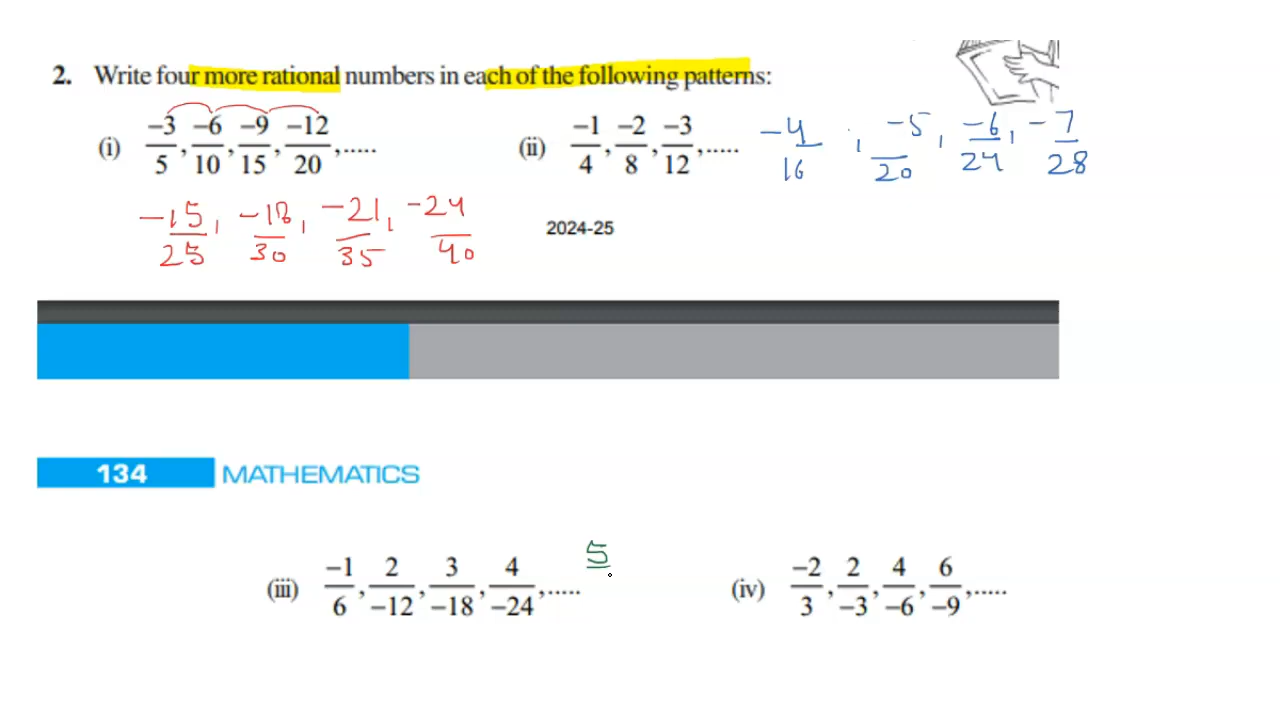 2. Write four more rational numbers in each of the following patterns:
(i) −3/5, −6/10, −9/15, −12/20, ..... (ii) −1/4, −2/8, −3/12, ..... −4/16, −5/20, −6/24, −7/28
−15/25, −18/30, −21/35, −24/40
2024-25
134 MATHEMATICS
(iii) −1/6, 2/−12, 3/−18, 4/−24, ..... 5/ (iv) −2/3, 2/−3, 4/−6, 6/−9, .....